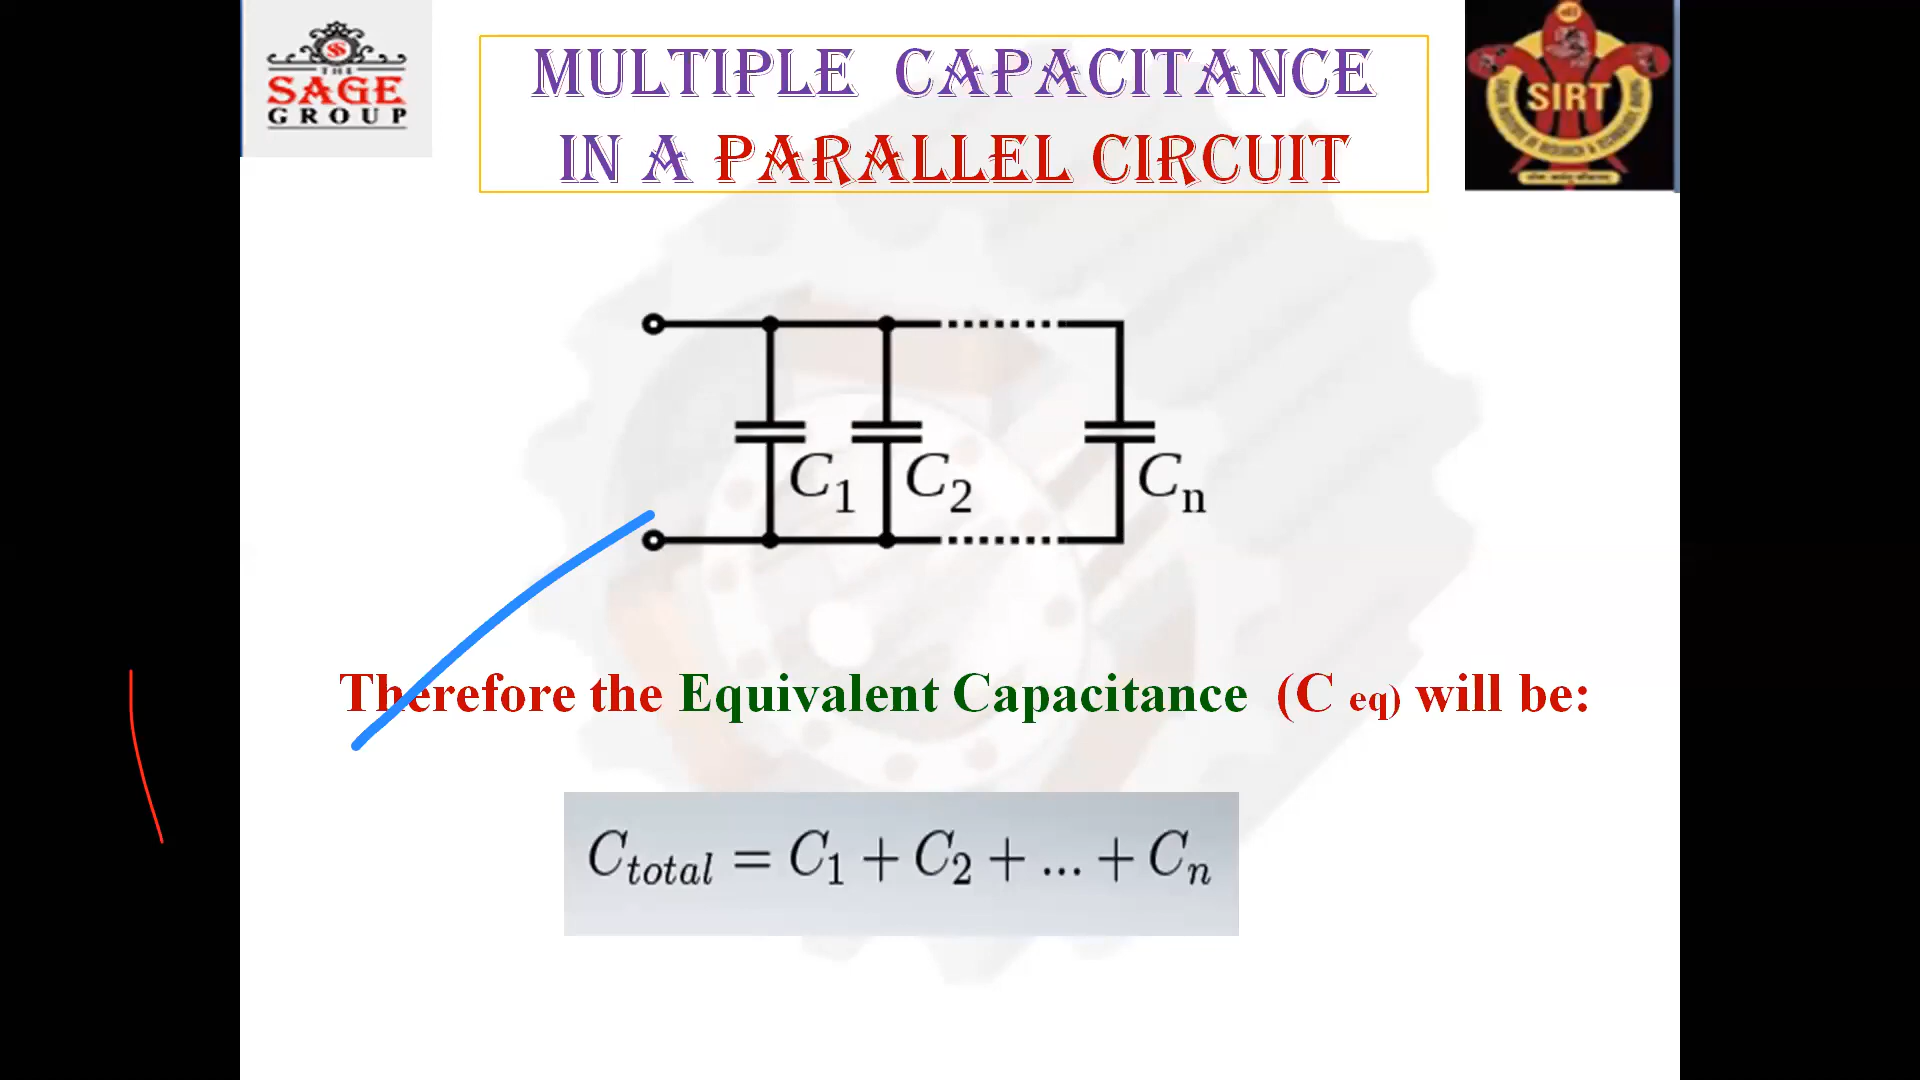 THE
SAGE
GROUP
MULTIPLE CAPACITANCE
IN A PARALLEL CIRCUIT
SIRT
C1
C2
Cn
Therefore the Equivalent Capacitance (C eq) will be:
Ctotal = C1 + C2 + ... + Cn